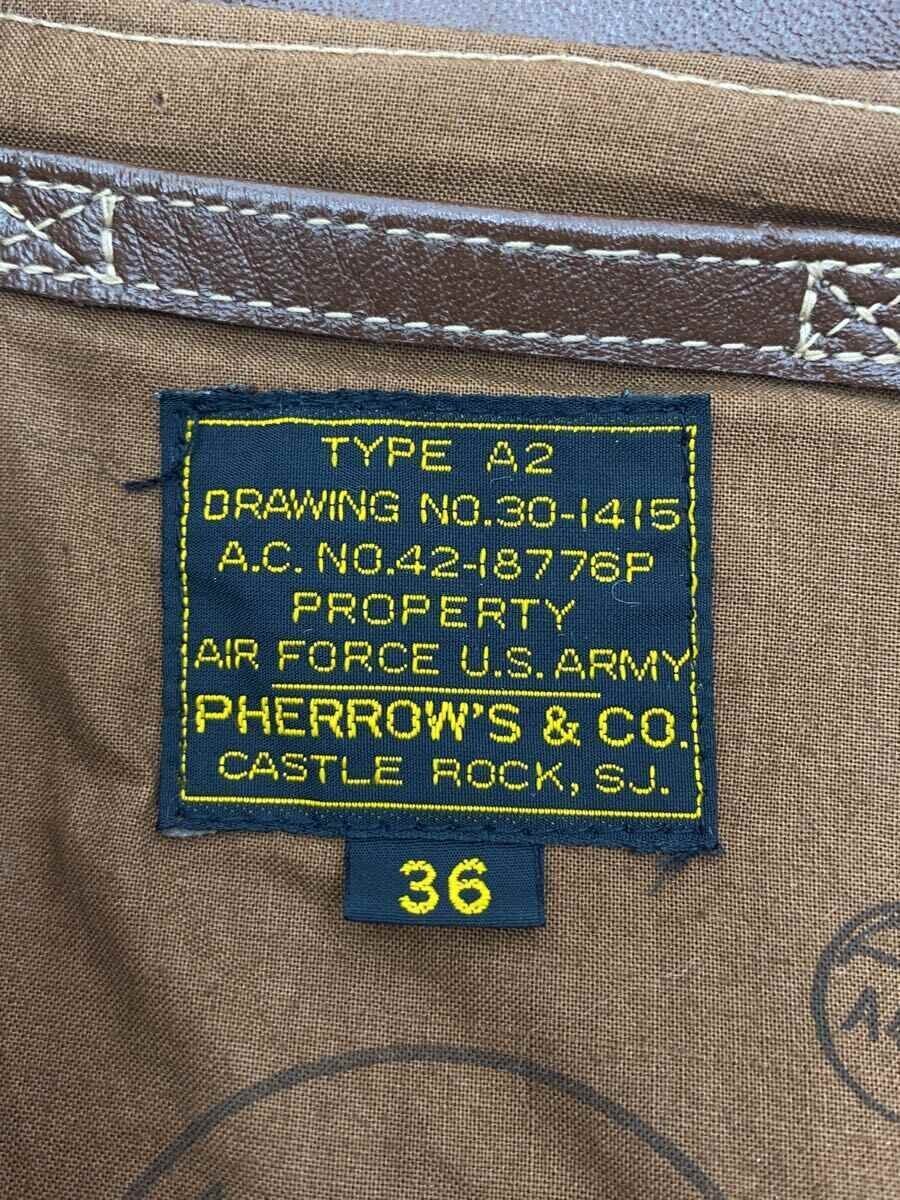 TYPE A2
DRAWING NO.30-1415
A.C. NO.42-18776P
PROPERTY
AIR FORCE U.S. ARMY
PHERROW'S & CO.
CASTLE ROCK, SJ.
36